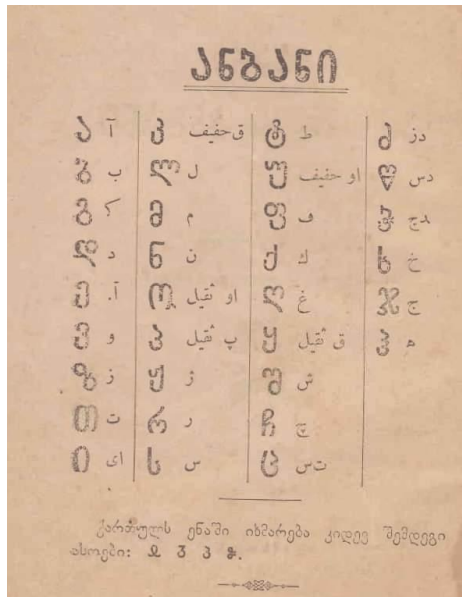 ანბანი
ა آ
ბ ب
გ
დ د
ე آ
ვ و
ზ ز
თ ت
ი اى
კ ق خفيف
ლ ل
მ م
ნ ن
ო او ثقيل
პ پ ثقيل
ჟ ژ
რ ر
ს س
ტ ط
უ او خفيف
ფ ف
ქ ك
ღ غ
ყ ق ثقيل
შ ش
ჩ چ
ც تس
ძ دز
წ دس
ჭ دج
ხ خ
ჯ ج
ჰ ه
ქართულს ენაში იხმარება კიდევ შემდეგი
ასოები: